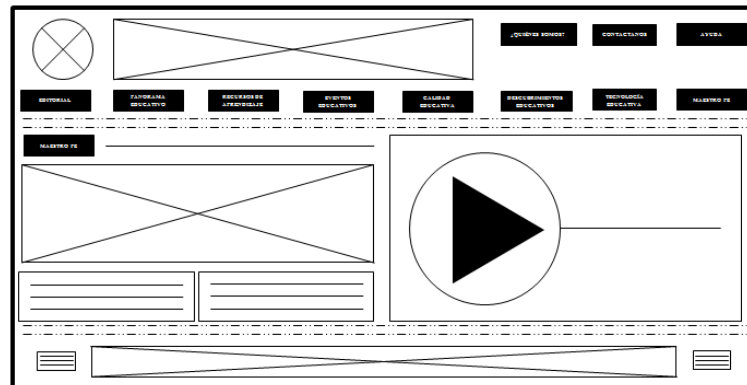 ¿QUIÉNES SOMOS?
CONTACTANOS
AYUDA
EDITORIAL
PANORAMA
EDUCATIVO
RECURSOS DE
APRENDIZAJE
EVENTOS
EDUCATIVOS
CALIDAD
EDUCATIVA
DESCUBRIMIENTOS
EDUCATIVOS
TECNOLOGÍA
EDUCATIVA
MAESTRO FE
MAESTRO FE